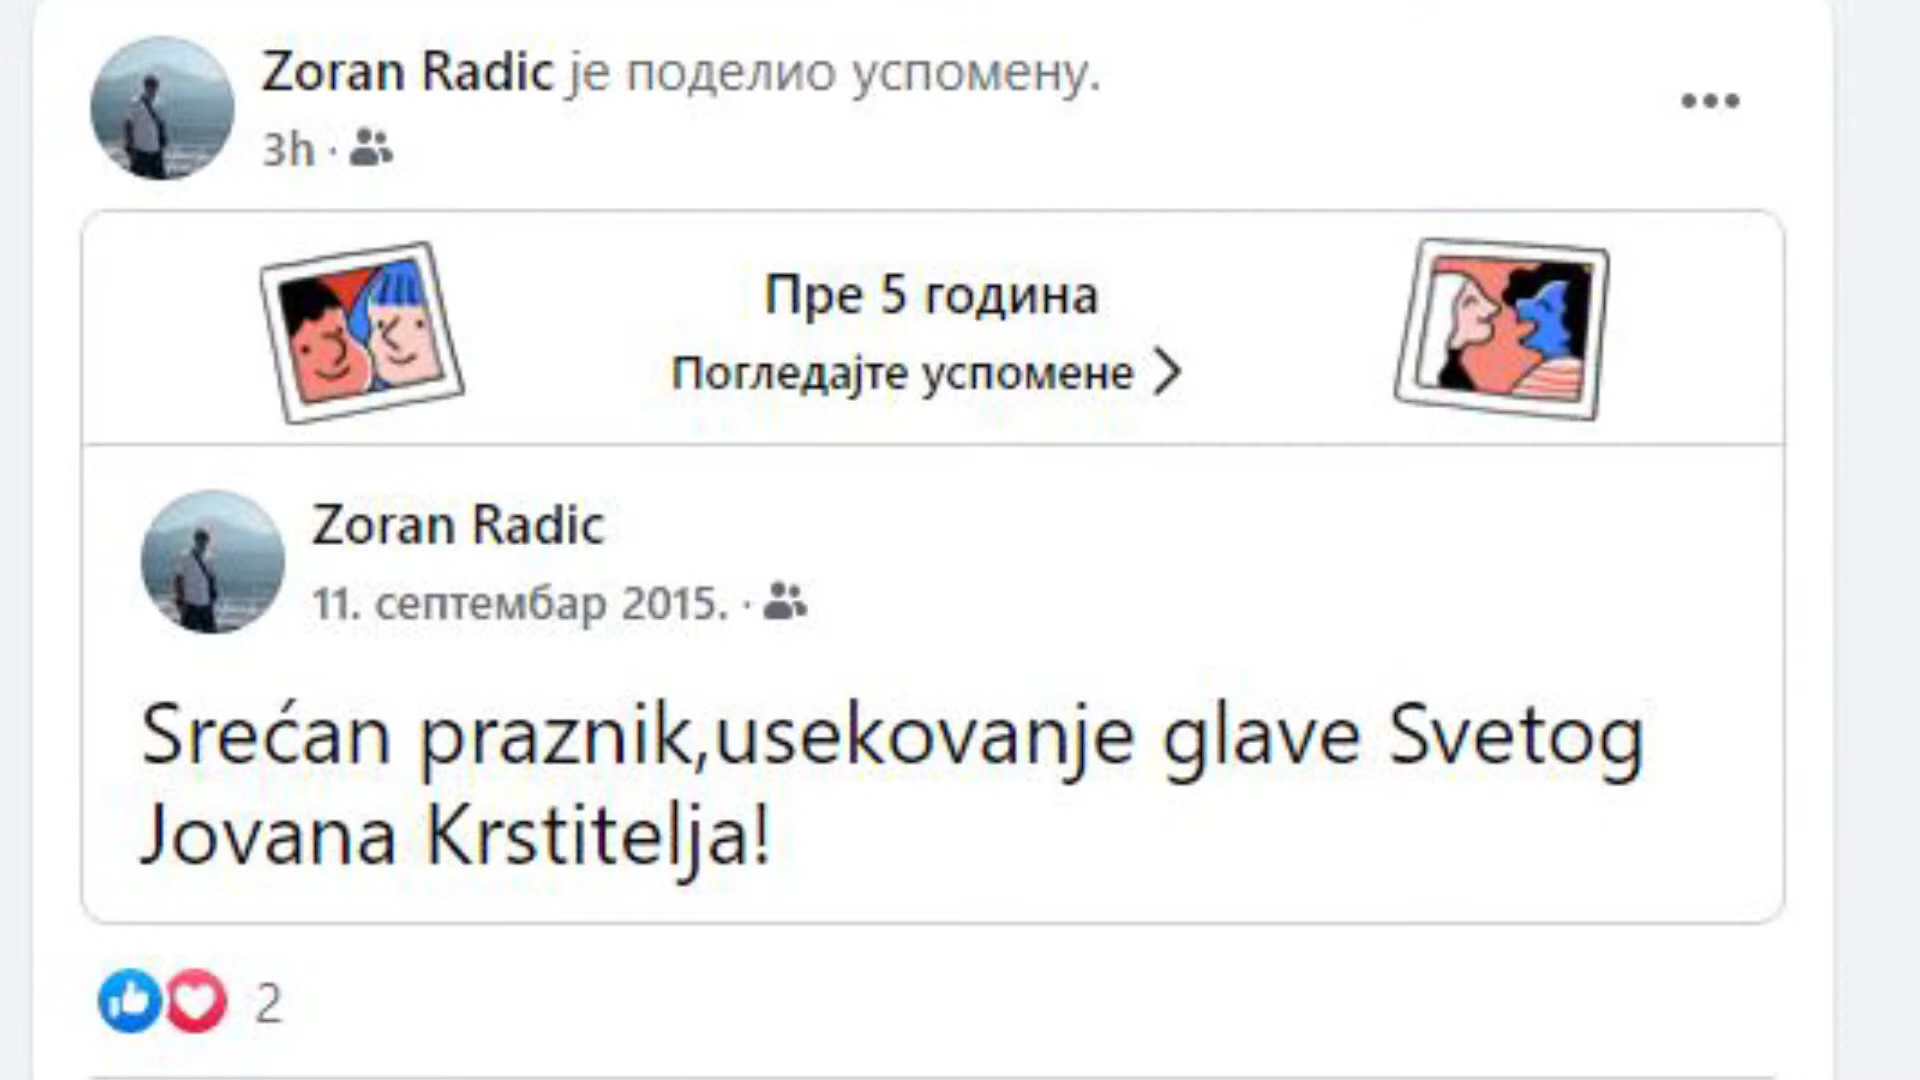 Zoran Radic је поделио успомену.
3h ·
Пре 5 година
Погледајте успомене
Zoran Radic
11. септембар 2015. ·
Srećan praznik,usekovanje glave Svetog
Jovana Krstitelja!
2